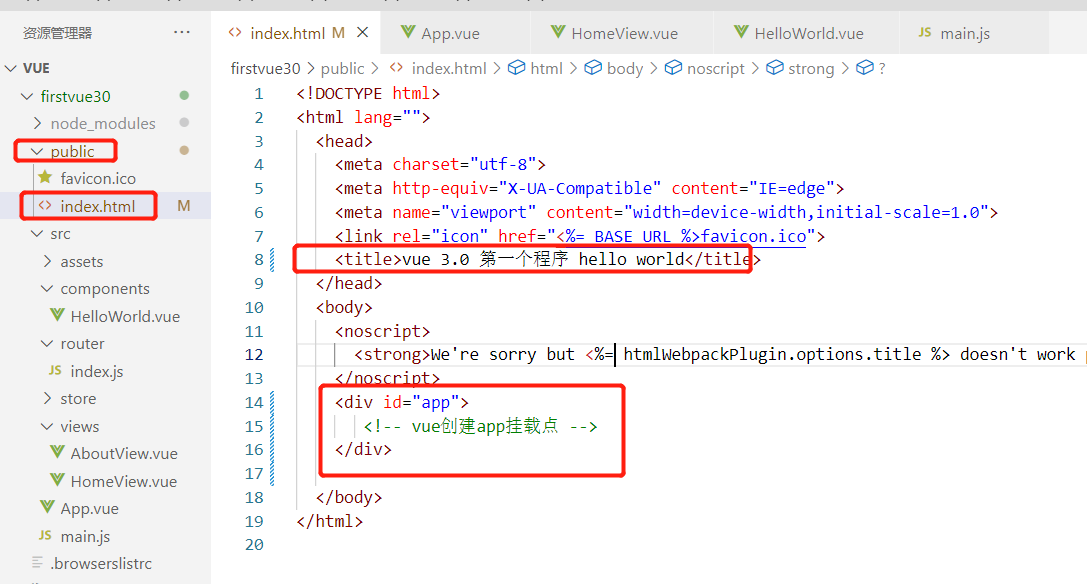 资源管理器 ...
index.html M ×
App.vue
HomeView.vue
HelloWorld.vue
JS main.js
VUE
firstvue30 > public > <> index.html > html > body > noscript > strong > ?
firstvue30
node_modules
public
favicon.ico
<> index.html M
src
assets
components
HelloWorld.vue
router
JS index.js
store
views
AboutView.vue
HomeView.vue
App.vue
JS main.js
.browserslistrc
1 <!DOCTYPE html>
2 <html lang="">
3 <head>
4 <meta charset="utf-8">
5 <meta http-equiv="X-UA-Compatible" content="IE=edge">
6 <meta name="viewport" content="width=device-width,initial-scale=1.0">
7 <link rel="icon" href="<%= BASE_URL %>favicon.ico">
8 <title>vue 3.0 第一个程序 hello world</title>
9 </head>
10 <body>
11 <noscript>
12 <strong>We're sorry but <%= htmlWebpackPlugin.options.title %> doesn't work
13 </noscript>
14 <div id="app">
15 <!-- vue创建app挂载点 -->
16 </div>
17
18 </body>
19 </html>
20